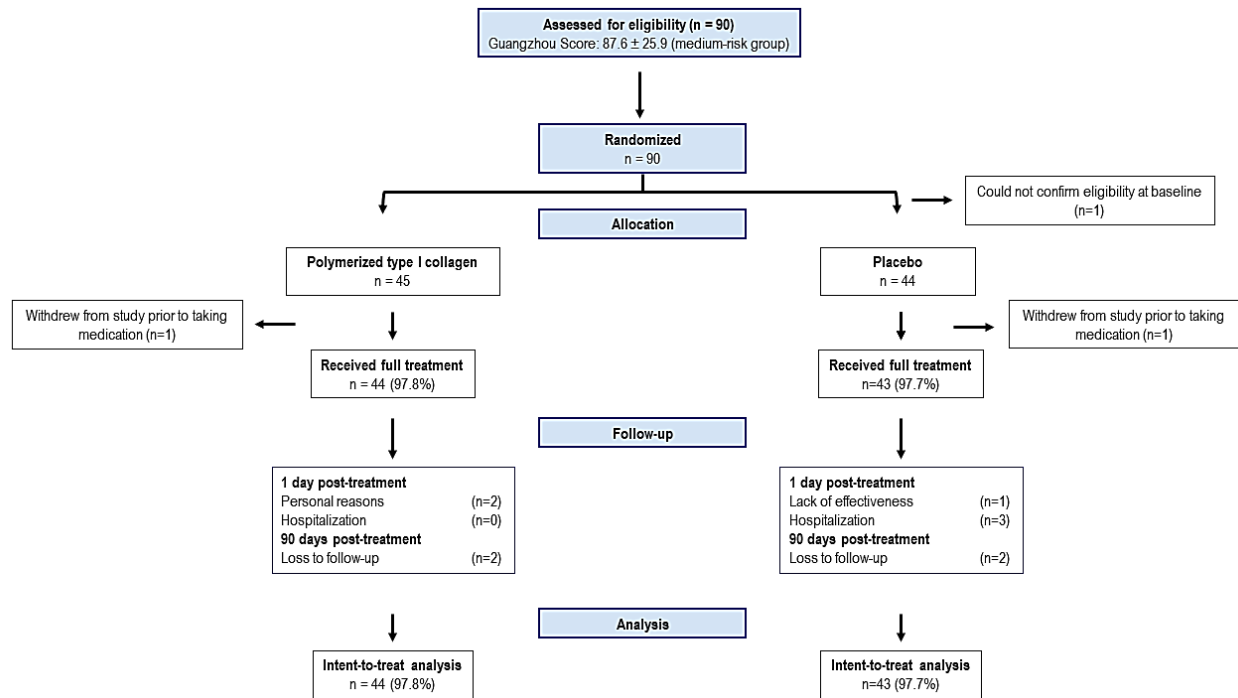 Assessed for eligibility (n = 90)
Guangzhou Score: 87.6 ± 25.9 (medium-risk group)
Randomized
n = 90
Could not confirm eligibility at baseline
(n=1)
Allocation
Polymerized type I collagen
n = 45
Placebo
n = 44
Withdrew from study prior to taking
medication (n=1)
Withdrew from study prior to taking
medication (n=1)
Received full treatment
n = 44 (97.8%)
Received full treatment
n=43 (97.7%)
Follow-up
1 day post-treatment
Personal reasons (n=2)
Hospitalization (n=0)
90 days post-treatment
Loss to follow-up (n=2)
1 day post-treatment
Lack of effectiveness (n=1)
Hospitalization (n=3)
90 days post-treatment
Loss to follow-up (n=2)
Analysis
Intent-to-treat analysis
n = 44 (97.8%)
Intent-to-treat analysis
n=43 (97.7%)